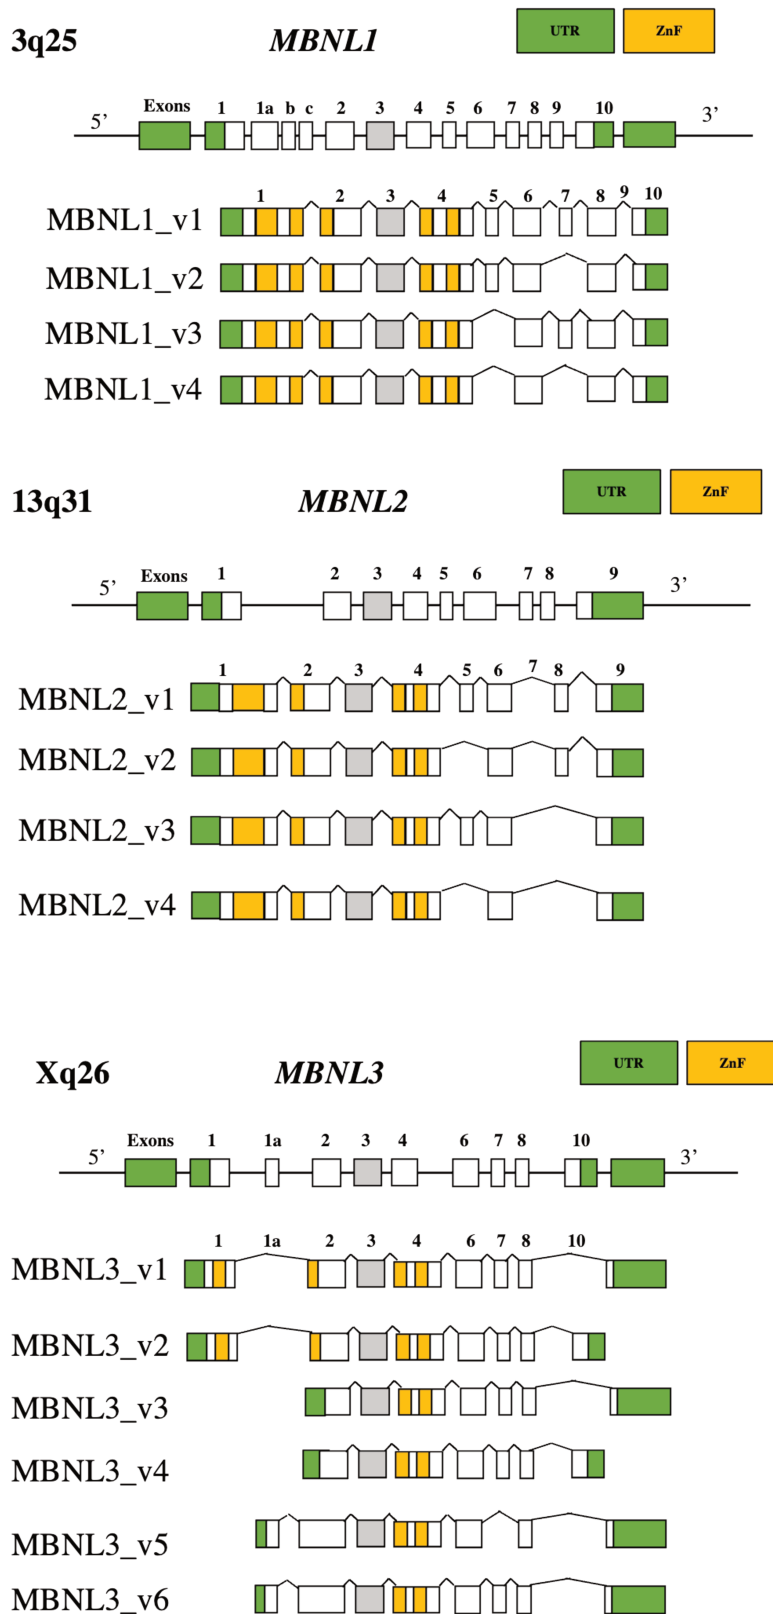 3q25 MBNL1 UTR ZnF
5’ Exons 1 1a b c 2 3 4 5 6 7 8 9 10 3’
1 2 3 4 5 6 7 8 9 10
MBNL1_v1
MBNL1_v2
MBNL1_v3
MBNL1_v4
13q31 MBNL2 UTR ZnF
5’ Exons 1 2 3 4 5 6 7 8 9 3’
1 2 3 4 5 6 7 8 9
MBNL2_v1
MBNL2_v2
MBNL2_v3
MBNL2_v4
Xq26 MBNL3 UTR ZnF
5’ Exons 1 1a 2 3 4 6 7 8 10 3’
1 1a 2 3 4 6 7 8 10
MBNL3_v1
MBNL3_v2
MBNL3_v3
MBNL3_v4
MBNL3_v5
MBNL3_v6